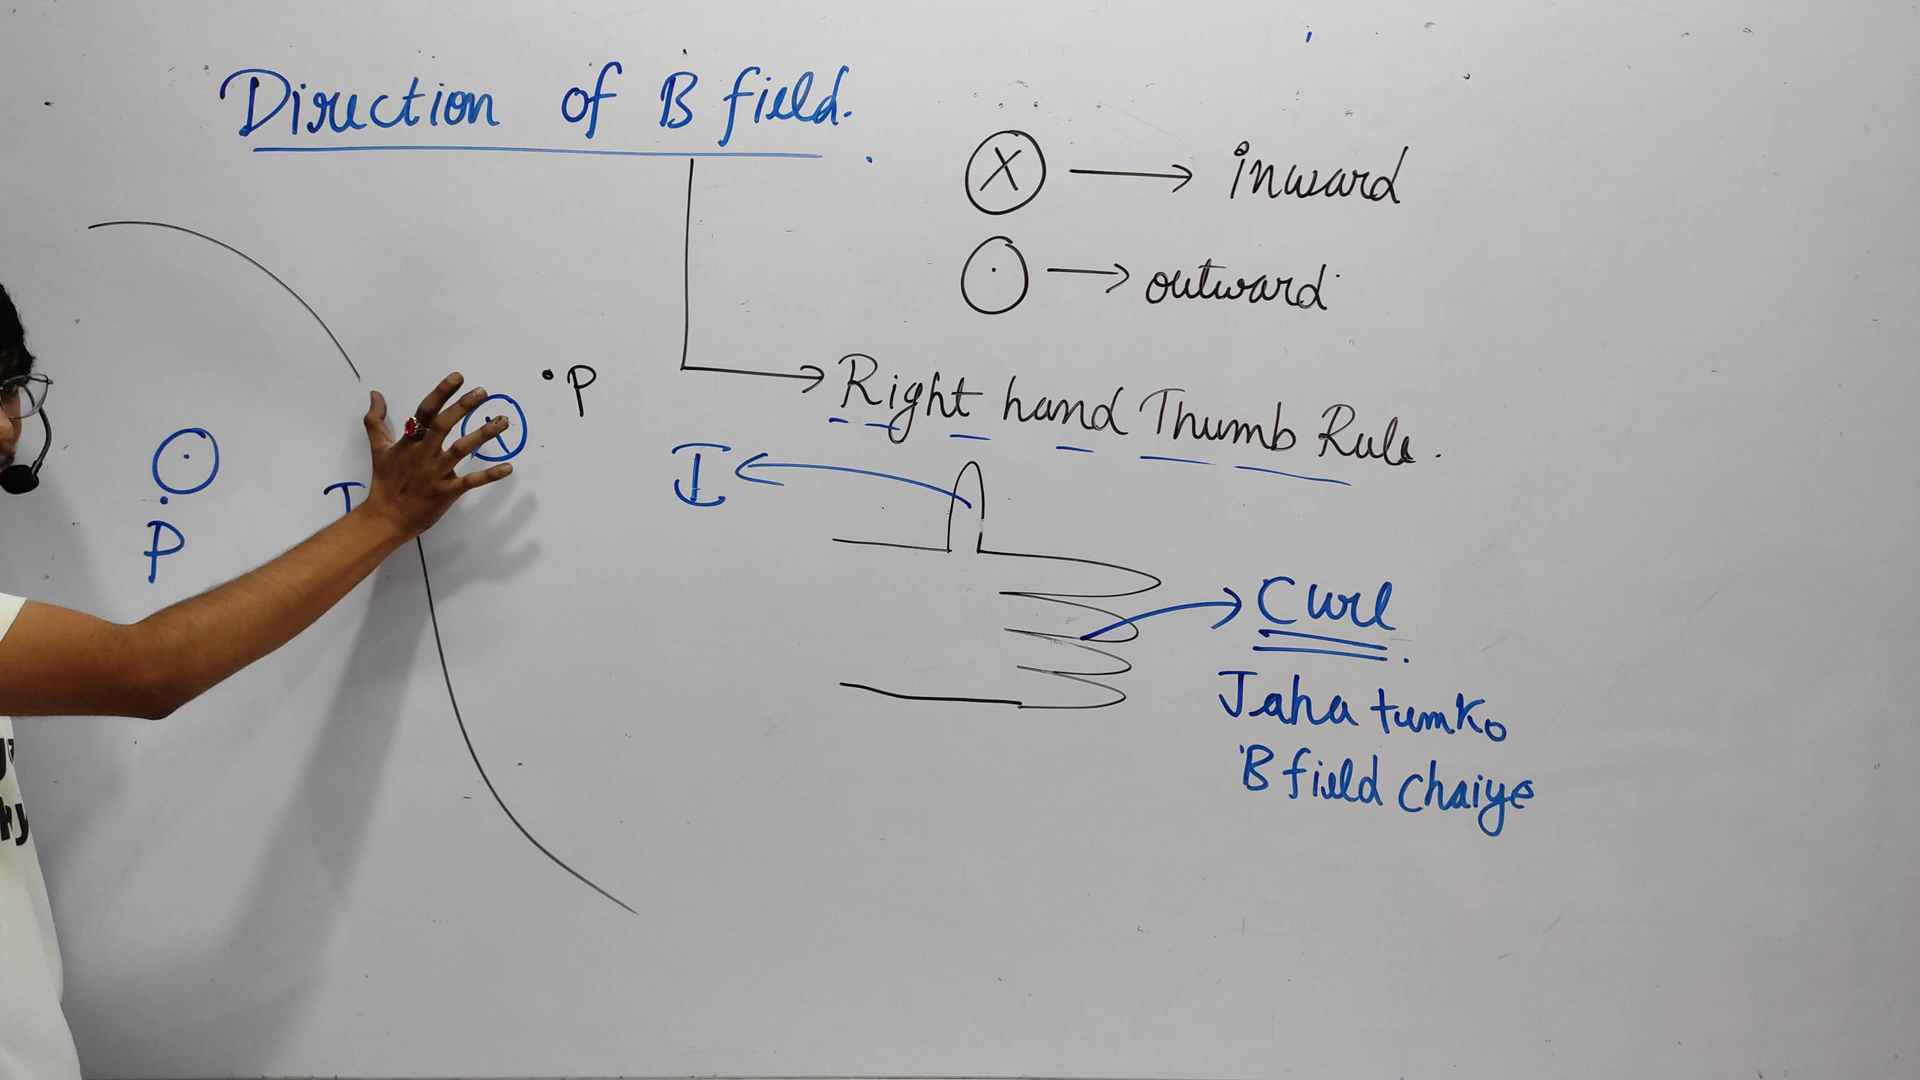 Direction of B field.
X → inward
→ outward
Right hand Thumb Rule.
P
I
I
P
Curl
Jaha tumko
B field Chaiye